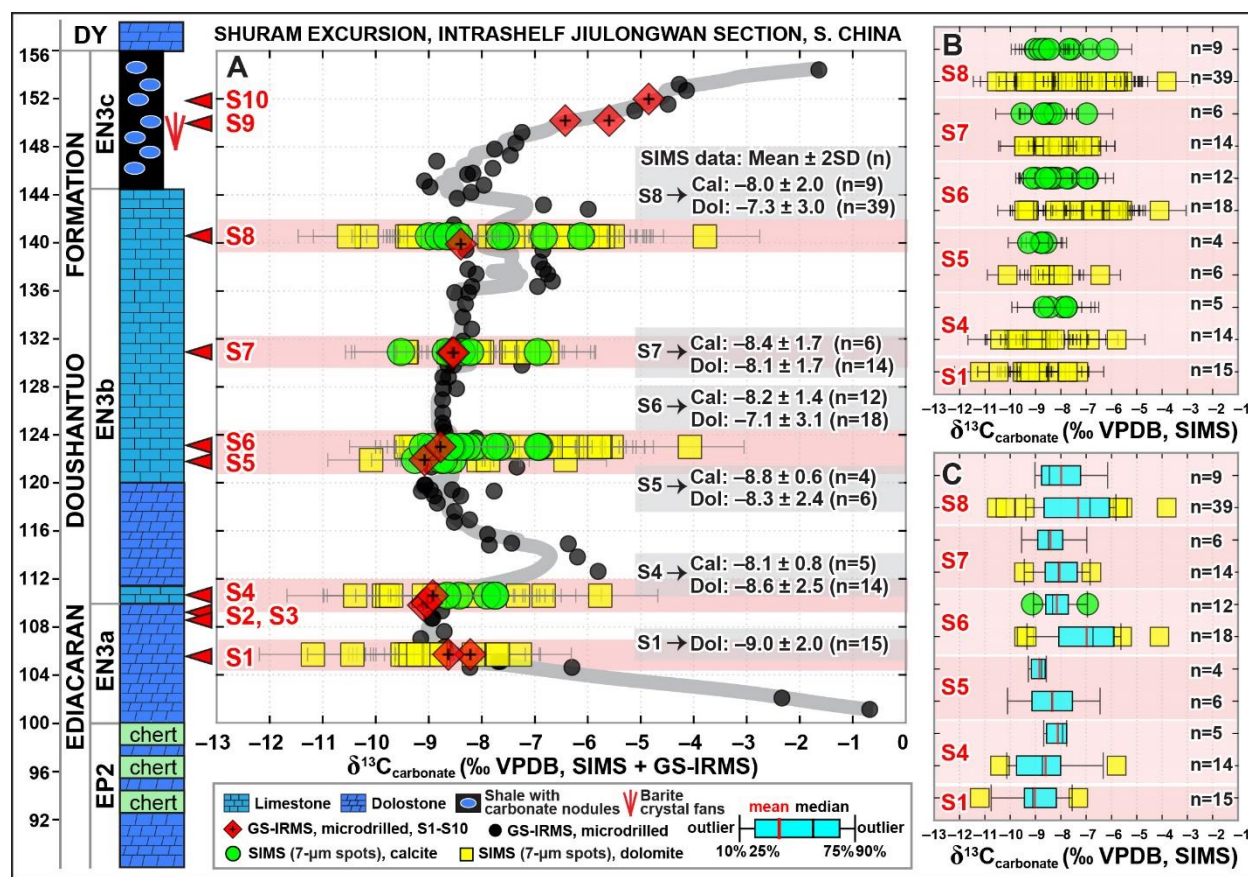 DY
SHURAM EXCURSION, INTRASHELF JIULONGWAN SECTION, S. CHINA
EDIACARAN
DOUSHANTUO FORMATION
EN3c
EN3b
EN3a
EP2
156
152
148
144
140
136
132
128
124
120
116
112
108
104
100
96
92
chert
chert
chert
S10
S9
S8
S7
S6
S5
S4
S2, S3
S1
A
SIMS data: Mean ± 2SD (n)
S8 → Cal: –8.0 ± 2.0 (n=9)
Dol: –7.3 ± 3.0 (n=39)
S7 → Cal: –8.4 ± 1.7 (n=6)
Dol: –8.1 ± 1.7 (n=14)
S6 → Cal: –8.2 ± 1.4 (n=12)
Dol: –7.1 ± 3.1 (n=18)
S5 → Cal: –8.8 ± 0.6 (n=4)
Dol: –8.3 ± 2.4 (n=6)
S4 → Cal: –8.1 ± 0.8 (n=5)
Dol: –8.6 ± 2.5 (n=14)
S1 → Dol: –9.0 ± 2.0 (n=15)
–13 –12 –11 –10 –9 –8 –7 –6 –5 –4 –3 –2 –1 0
δ¹³Ccarbonate (‰ VPDB, SIMS + GS-IRMS)
Limestone
Dolostone
Shale with carbonate nodules
Barite crystal fans
GS-IRMS, microdrilled, S1-S10
GS-IRMS, microdrilled
SIMS (7-μm spots), calcite
SIMS (7-μm spots), dolomite
mean median
outlier outlier
10% 25% 75% 90%
B
S8 n=9
n=39
S7 n=6
n=14
S6 n=12
n=18
S5 n=4
n=6
S4 n=5
n=14
S1 n=15
–13 –12 –11 –10 –9 –8 –7 –6 –5 –4 –3 –2 –1
δ¹³Ccarbonate (‰ VPDB, SIMS)
C
S8 n=9
n=39
S7 n=6
n=14
S6 n=12
n=18
S5 n=4
n=6
S4 n=5
n=14
S1 n=15
–13 –12 –11 –10 –9 –8 –7 –6 –5 –4 –3 –2 –1
δ¹³Ccarbonate (‰ VPDB, SIMS)